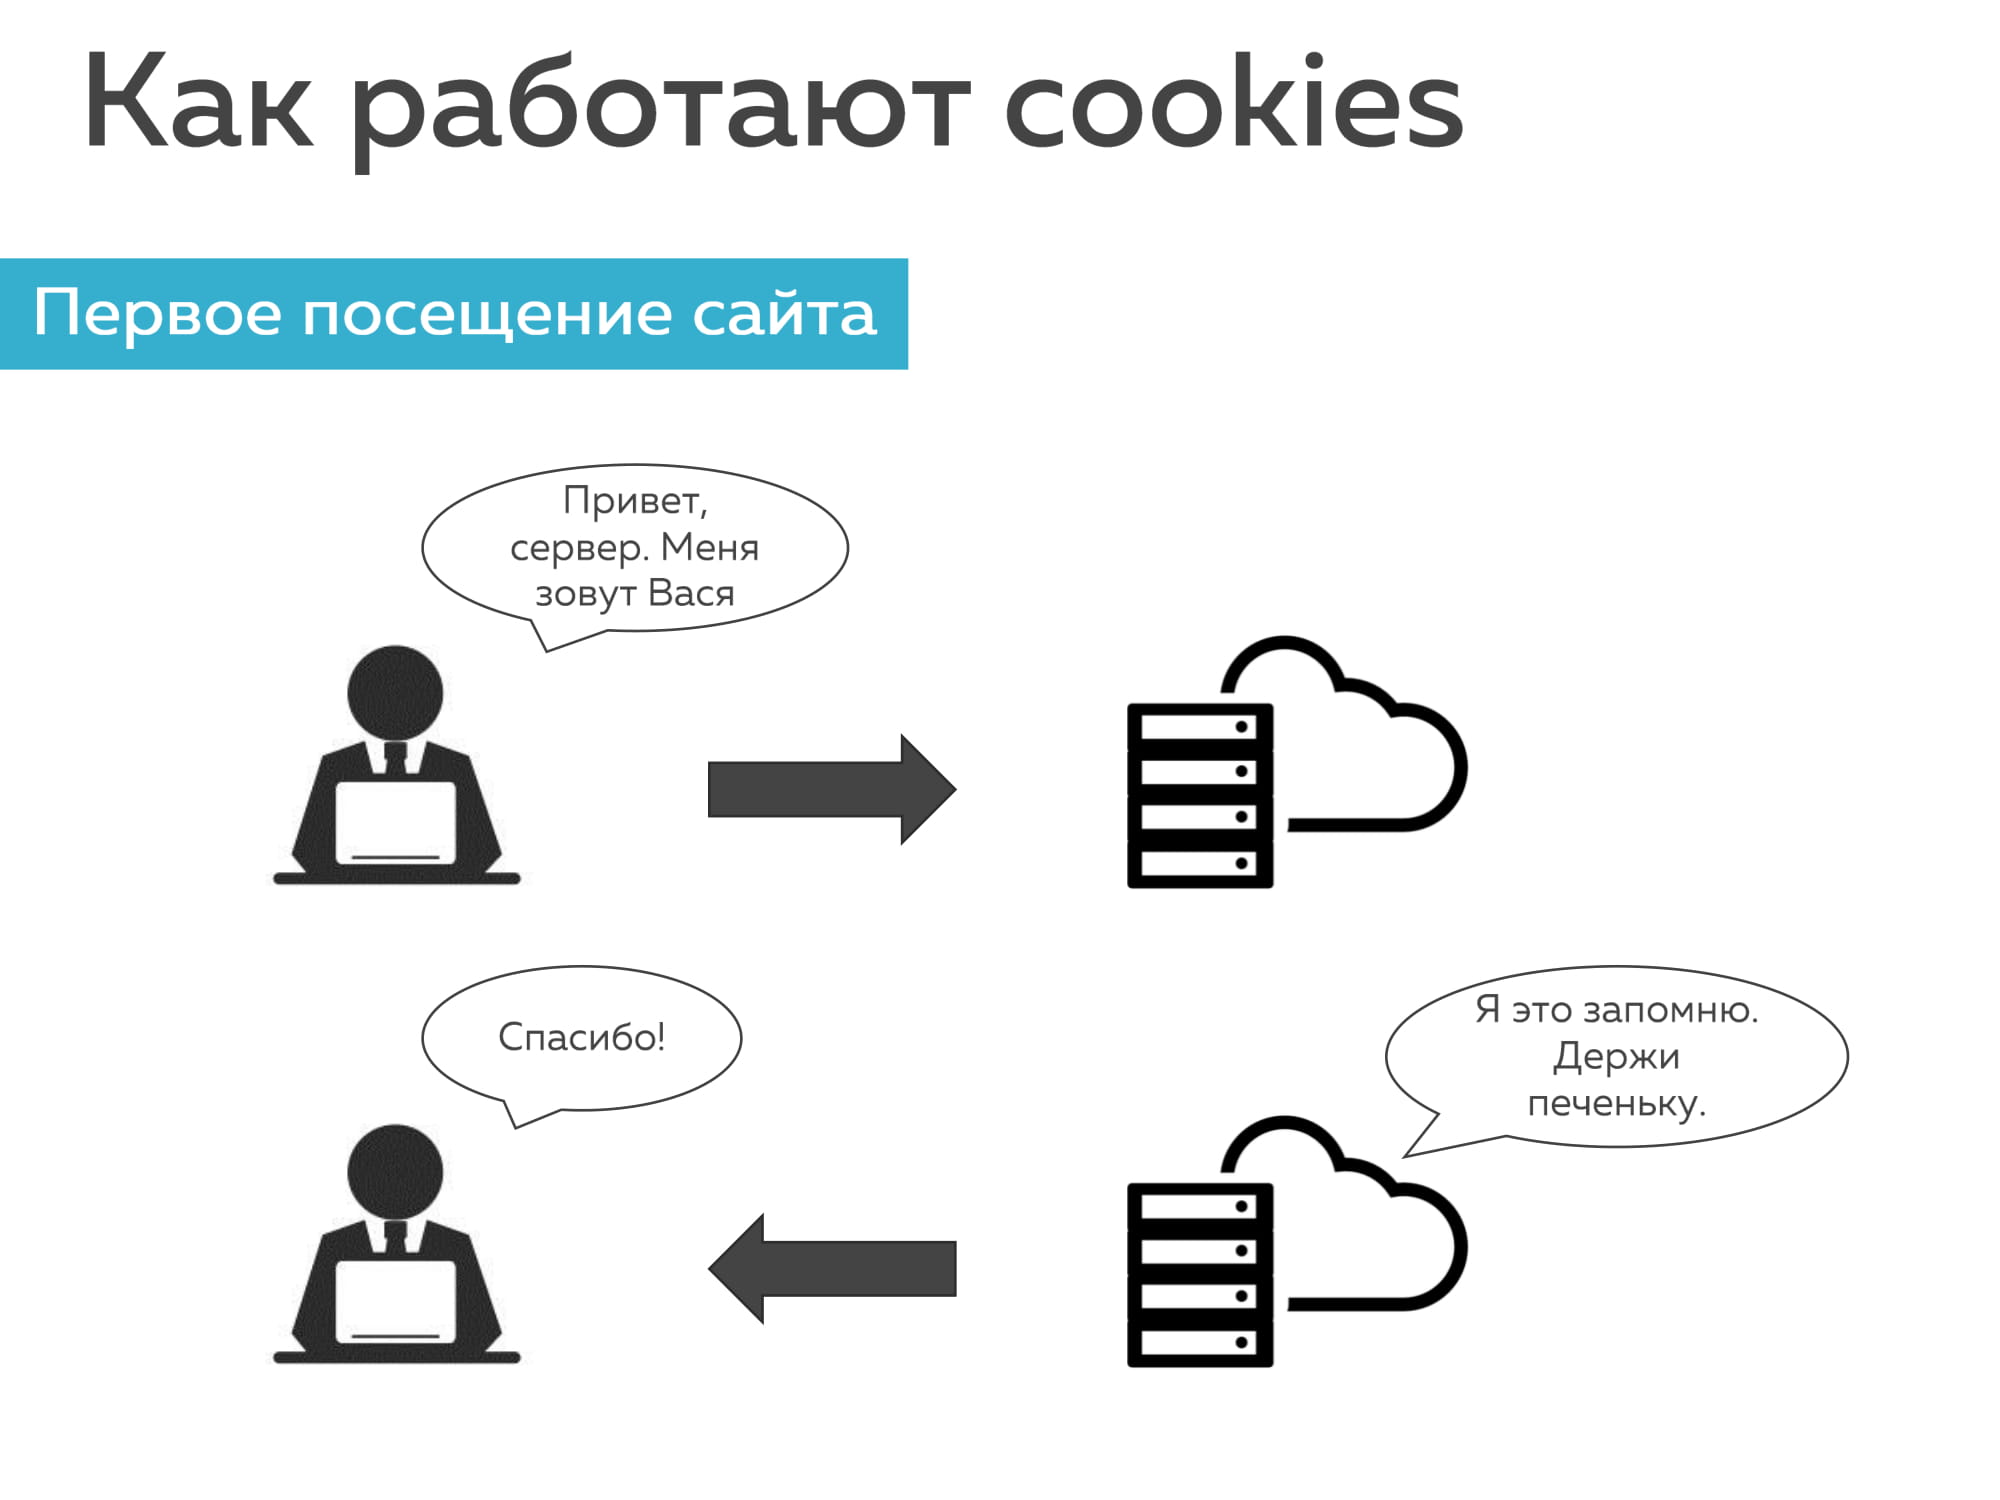 Как работают cookies
Первое посещение сайта
Привет,
сервер. Меня
зовут Вася
Спасибо!
Я это запомню.
Держи
печеньку.